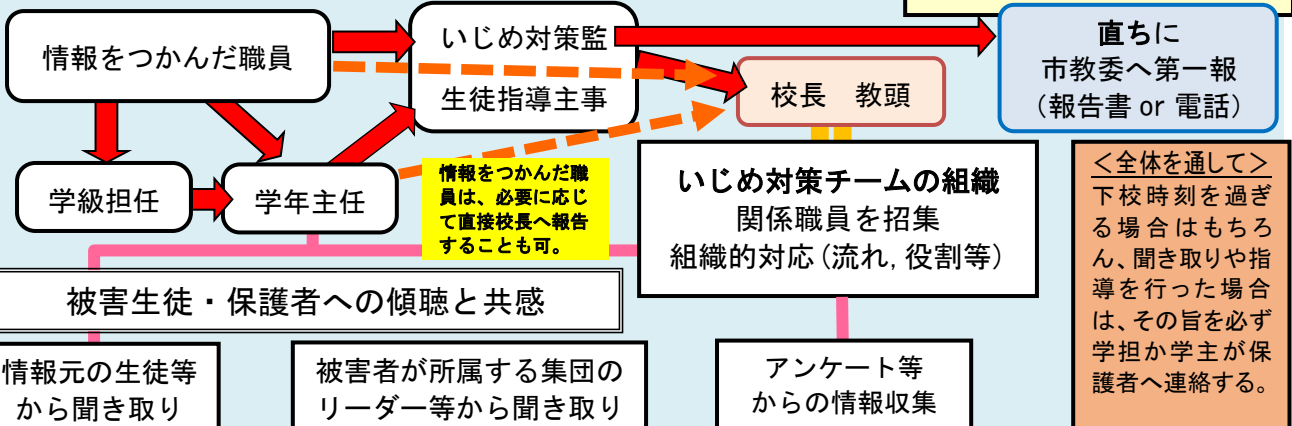 情報をつかんだ職員
いじめ対策監
生徒指導主事
校長　教頭
直ちに
市教委へ第一報
（報告書 or 電話）
学級担任
学年主任
情報をつかんだ職
員は、必要に応じ
て直接校長へ報告
することも可。
いじめ対策チームの組織
関係職員を招集
組織的対応（流れ, 役割等）
＜全体を通して＞
下校時刻を過ぎ
る場合はもちろ
ん、聞き取りや指
導を行った場合
は、その旨を必ず
学担か学主が保
護者へ連絡する。
被害生徒・保護者への傾聴と共感
情報元の生徒等
から聞き取り
被害者が所属する集団の
リーダー等から聞き取り
アンケート等
からの情報収集